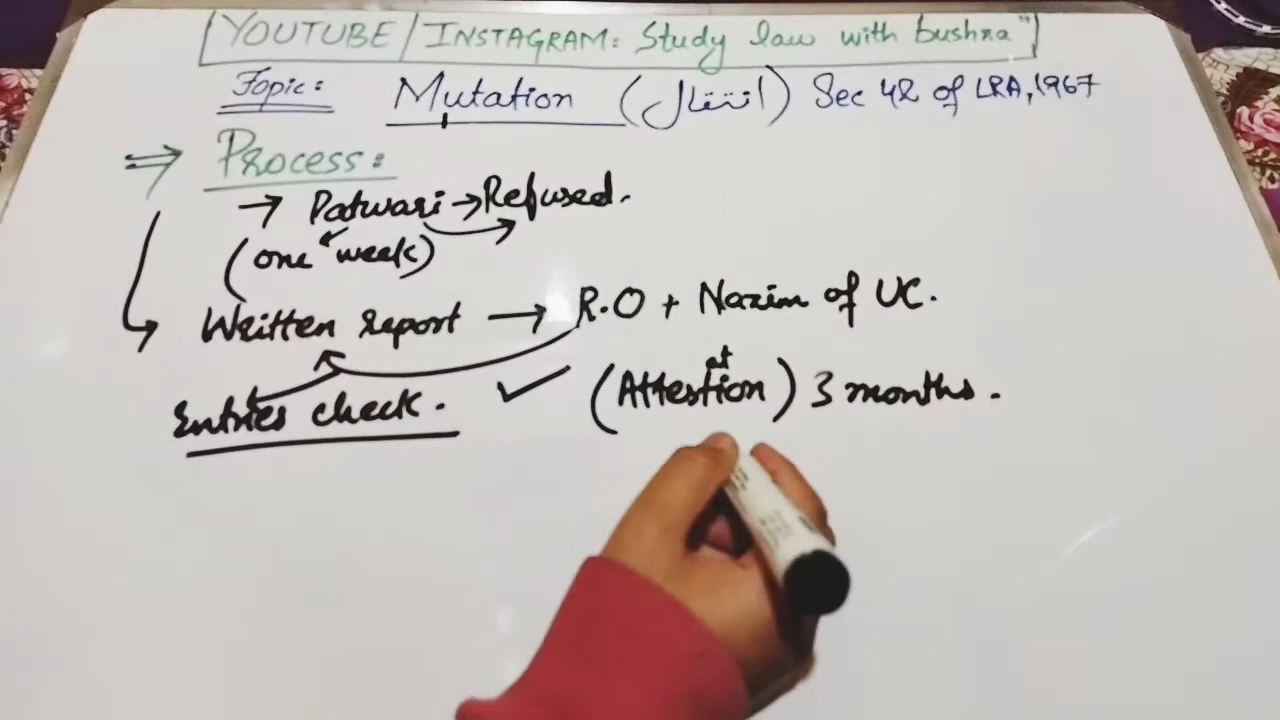 YOUTUBE/INSTAGRAM: Study law with bushra"
Topic: Mutation (انتقال) Sec 42 of LRA, 1967
⇒ Process:
→ Patwari → Refused.
(one week)
Written report → R.O + Nazim of UC.
Entries check. ✓ (Attestation) 3 months.